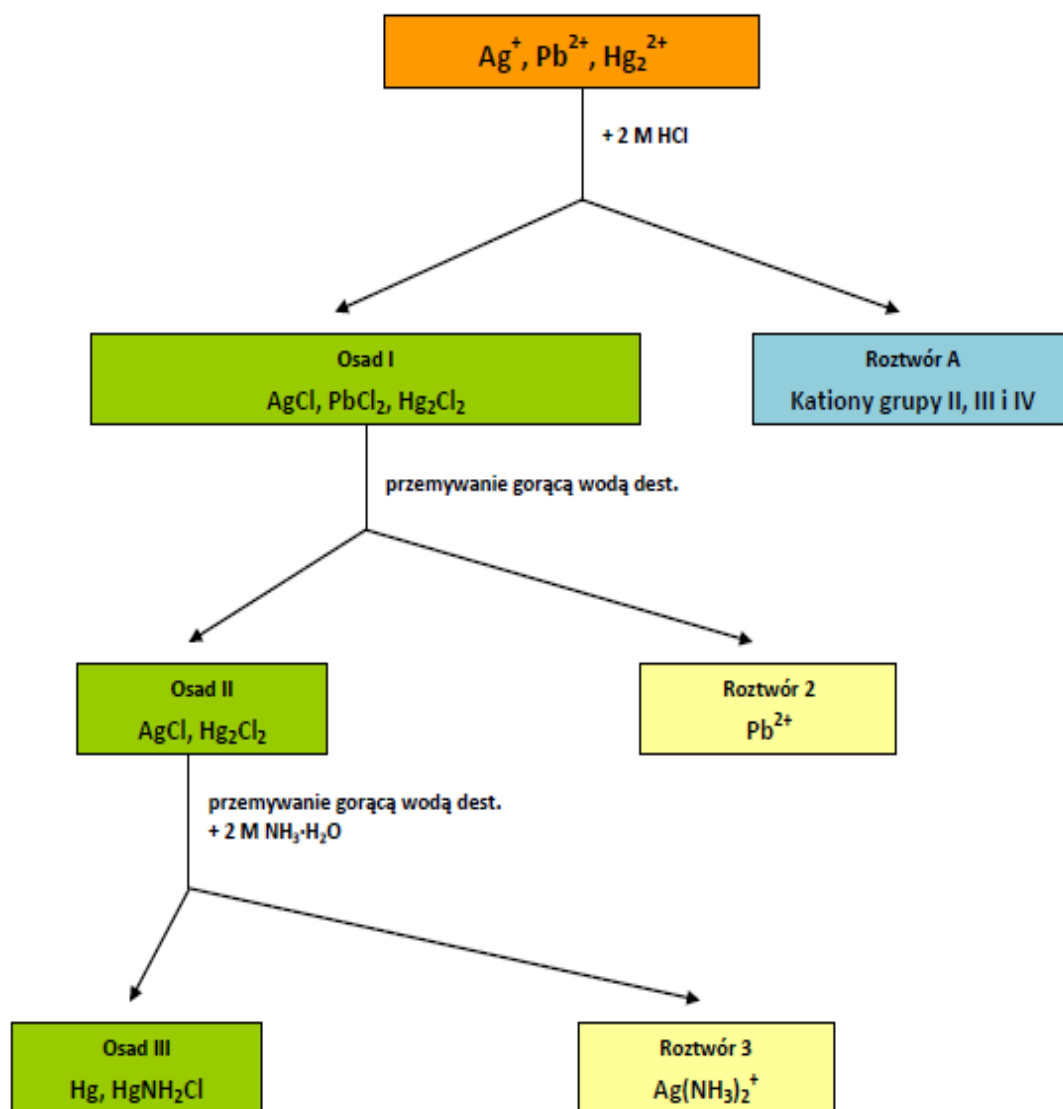 Ag⁺, Pb²⁺, Hg₂²⁺
+ 2 M HCl
Osad I
AgCl, PbCl₂, Hg₂Cl₂
Roztwór A
Kationy grupy II, III i IV
przemywanie gorącą wodą dest.
Osad II
AgCl, Hg₂Cl₂
Roztwór 2
Pb²⁺
przemywanie gorącą wodą dest.
+ 2 M NH₃·H₂O
Osad III
Hg, HgNH₂Cl
Roztwór 3
Ag(NH₃)₂⁺